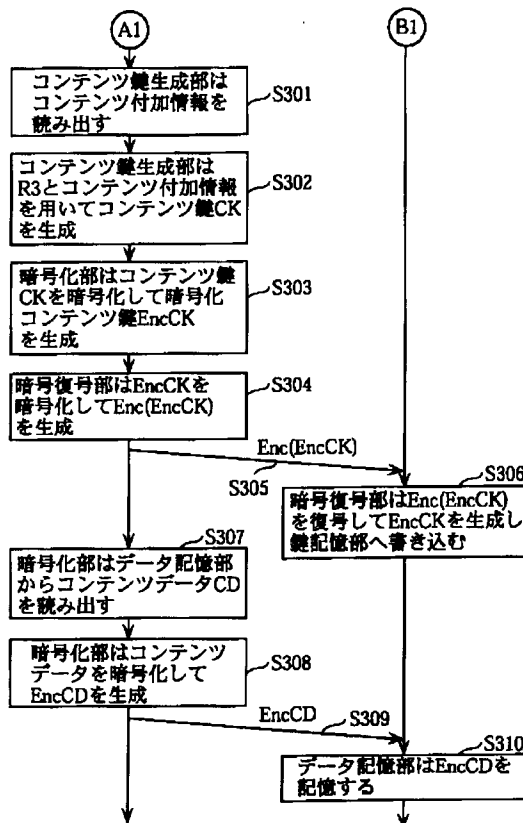 A1
B1
コンテンツ鍵生成部は
コンテンツ付加情報を
読み出す
S301
コンテンツ鍵生成部は
R3とコンテンツ付加情報
を用いてコンテンツ鍵CK
を生成
S302
暗号化部はコンテンツ鍵
CKを暗号化して暗号化
コンテンツ鍵EncCK
を生成
S303
暗号復号部はEncCKを
暗号化してEnc(EncCK)
を生成
S304
Enc(EncCK)
S305
S306
暗号復号部はEnc(EncCK)
を復号してEncCKを生成し
鍵記憶部へ書き込む
S307
暗号化部はデータ記憶部
からコンテンツデータCD
を読み出す
暗号化部はコンテンツ
データを暗号化して
EncCDを生成
S308
EncCD
S309
S310
データ記憶部はEncCDを
記憶する